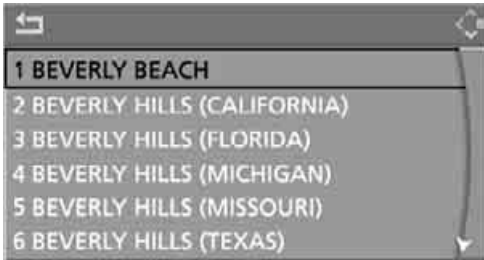 1 BEVERLY BEACH
2 BEVERLY HILLS (CALIFORNIA)
3 BEVERLY HILLS (FLORIDA)
4 BEVERLY HILLS (MICHIGAN)
5 BEVERLY HILLS (MISSOURI)
6 BEVERLY HILLS (TEXAS)